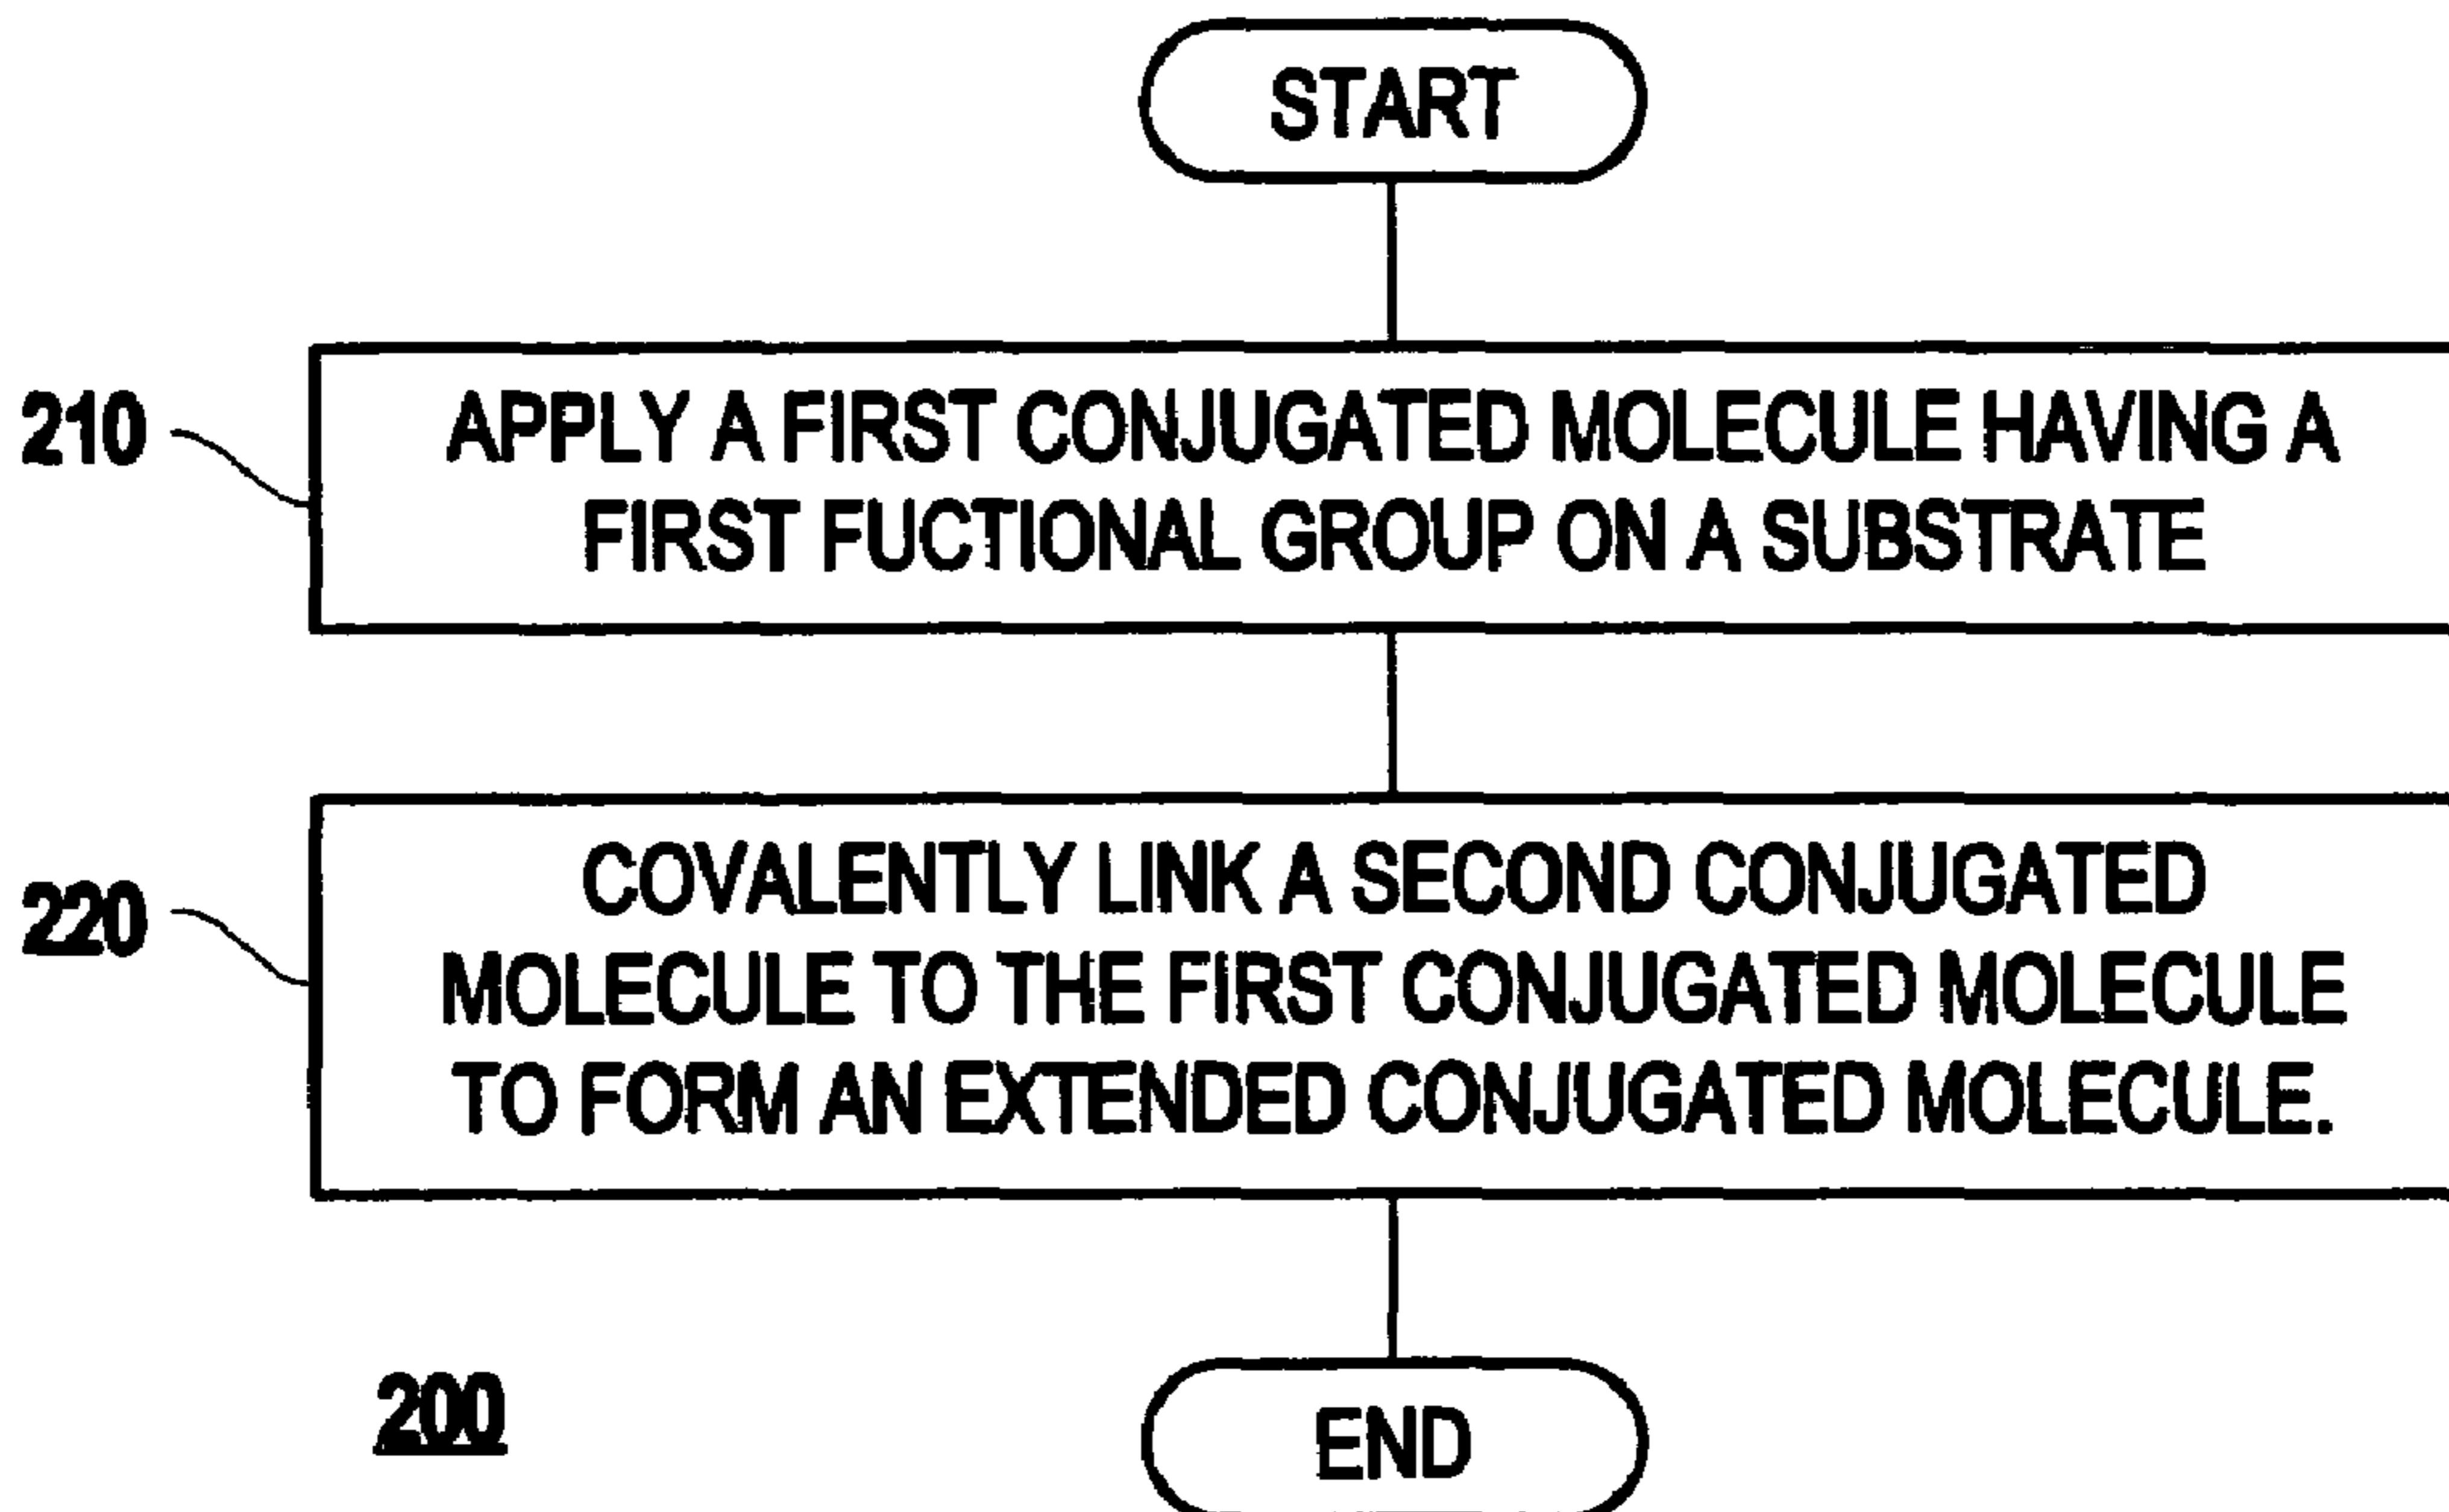 START
210
APPLY A FIRST CONJUGATED MOLECULE HAVING A
FIRST FUCTIONAL GROUP ON A SUBSTRATE
220
COVALENTLY LINK A SECOND CONJUGATED
MOLECULE TO THE FIRST CONJUGATED MOLECULE
TO FORM AN EXTENDED CONJUGATED MOLECULE.
200
END